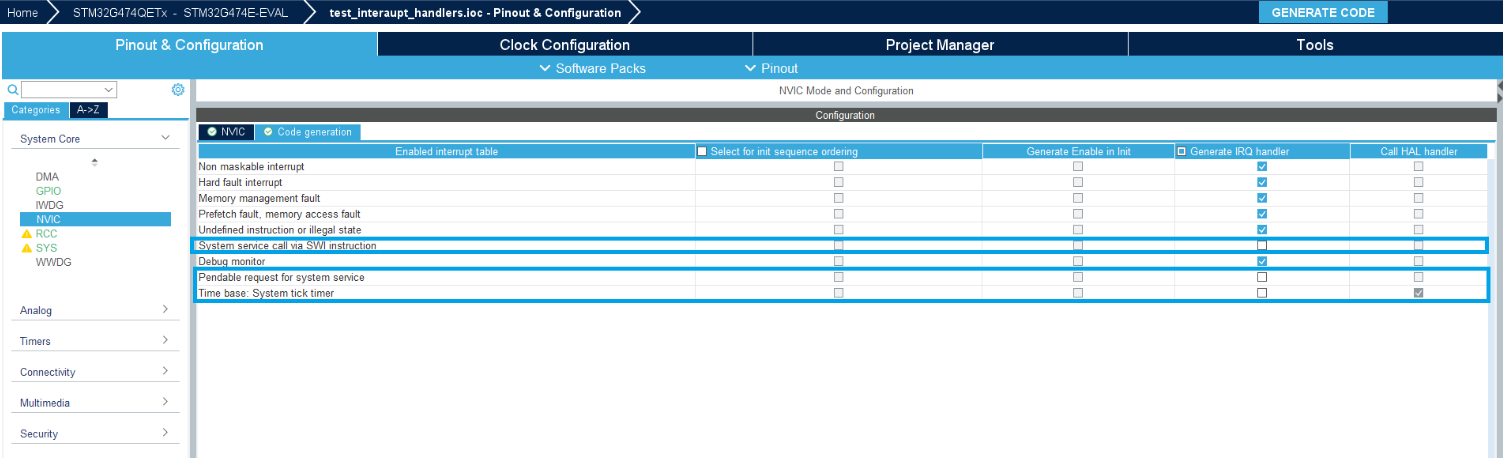 Home STM32G474QETx - STM32G474E-EVAL test_interaupt_handlers.ioc - Pinout & Configuration GENERATE CODE
Pinout & Configuration Clock Configuration Project Manager Tools
Software Packs Pinout
NVIC Mode and Configuration
Categories A->Z
Configuration
System Core
DMA
GPIO
IWDG
NVIC
RCC
SYS
WWDG
Analog
Timers
Connectivity
Multimedia
Security
NVIC Code generation
Enabled interrupt table Select for init sequence ordering Generate Enable in Init Generate IRQ handler Call HAL handler
Non maskable interrupt
Hard fault interrupt
Memory management fault
Prefetch fault, memory access fault
Undefined instruction or illegal state
System service call via SWI instruction
Debug monitor
Pendable request for system service
Time base: System tick timer